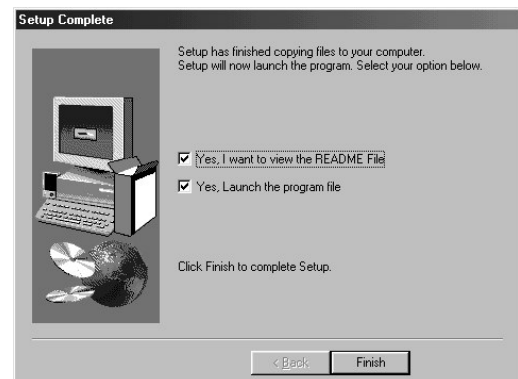 Setup Complete
Setup has finished copying files to your computer.
Setup will now launch the program. Select your option below.
Yes, I want to view the README File
Yes, Launch the program file
Click Finish to complete Setup.
< Back
Finish